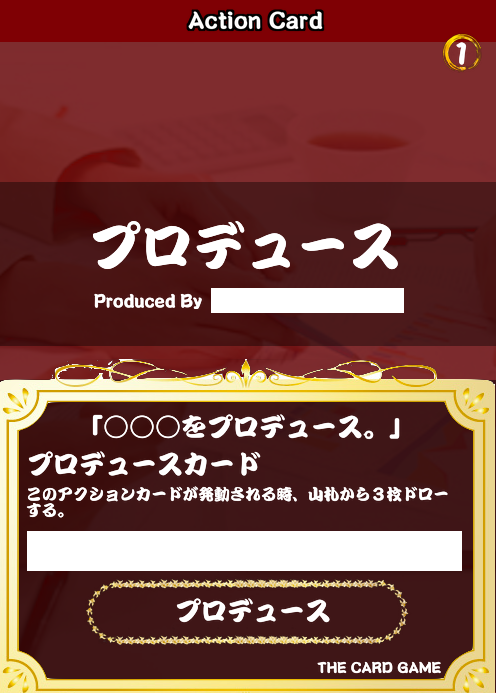 Action Card
1
プロデュース
Produced By
「○○○をプロデュース。」
プロデュースカード
このアクションカードが発動される時、山札から３枚ドロー
する。
プロデュース
THE CARD GAME